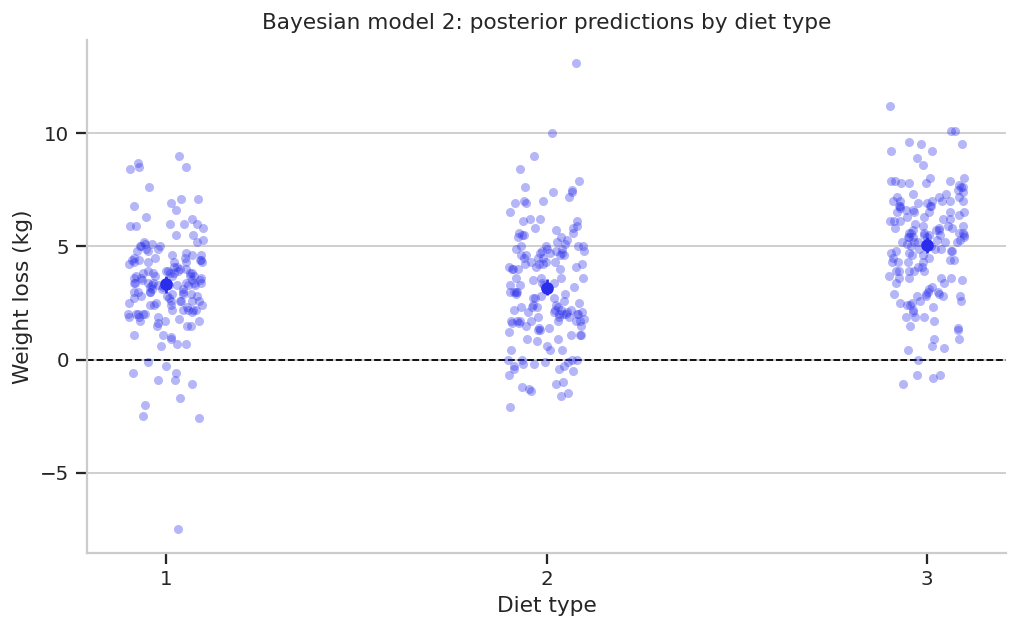 Bayesian model 2: posterior predictions by diet type
Weight loss (kg)
10
5
0
−5
1
2
3
Diet type